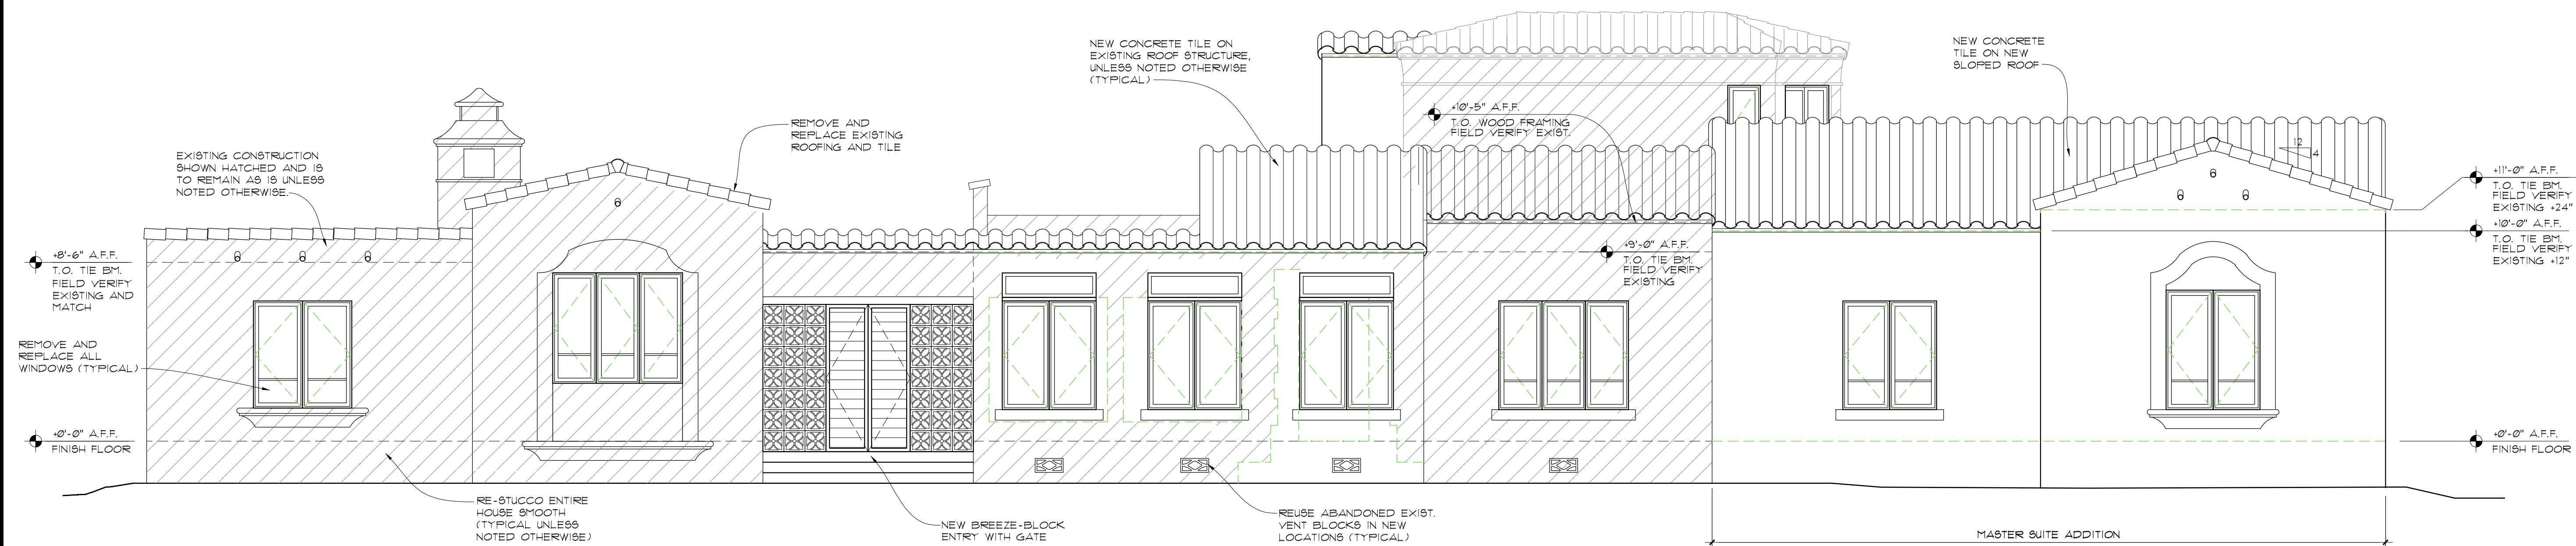 EXISTING CONSTRUCTION
SHOWN HATCHED AND IS
TO REMAIN AS IS UNLESS
NOTED OTHERWISE.
+8'-6" A.F.F.
T.O. TIE BM.
FIELD VERIFY
EXISTING AND
MATCH
REMOVE AND
REPLACE ALL
WINDOWS (TYPICAL)
+0'-0" A.F.F.
FINISH FLOOR
RE-STUCCO ENTIRE
HOUSE SMOOTH
(TYPICAL UNLESS
NOTED OTHERWISE)
REMOVE AND
REPLACE EXISTING
ROOFING AND TILE
NEW BREEZE-BLOCK
ENTRY WITH GATE
NEW CONCRETE TILE ON
EXISTING ROOF STRUCTURE,
UNLESS NOTED OTHERWISE
(TYPICAL)
REUSE ABANDONED EXIST.
VENT BLOCKS IN NEW
LOCATIONS (TYPICAL)
+10'-5" A.F.F.
T.O. WOOD FRAMING
FIELD VERIFY EXIST.
+9'-0" A.F.F.
T.O. TIE BM.
FIELD VERIFY
EXISTING
NEW CONCRETE
TILE ON NEW
SLOPED ROOF
12
4
+11'-0" A.F.F.
T.O. TIE BM.
FIELD VERIFY
EXISTING +24"
+10'-0" A.F.F.
T.O. TIE BM.
FIELD VERIFY
EXISTING +12"
+0'-0" A.F.F.
FINISH FLOOR
MASTER SUITE ADDITION